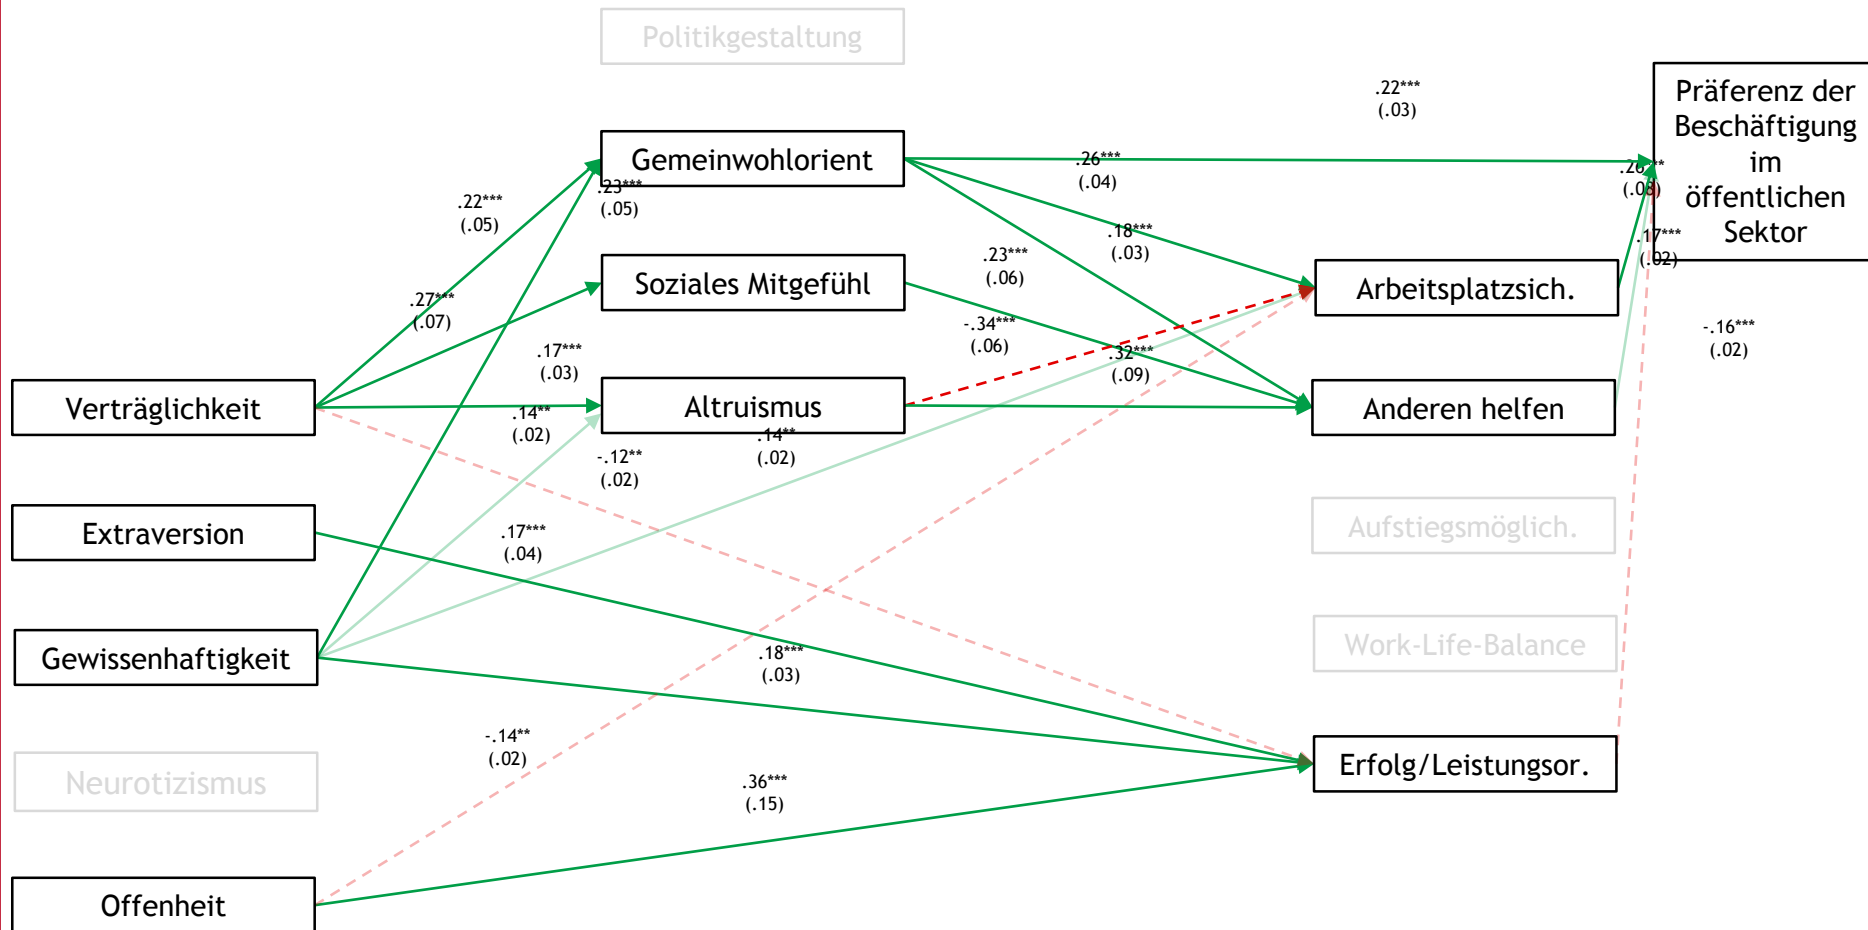 Politikgestaltung
.22***
(.03)
Präferenz der
Beschäftigung
im
öffentlichen
Sektor
Gemeinwohlorient
.26***
(.04)
.26***
(.08)
.23***
(.05)
.22***
(.05)
.18***
(.03)
.17***
(.02)
.23***
(.06)
Soziales Mitgefühl
Arbeitsplatzsich.
.27***
(.07)
-.34***
(.06)
-.16***
(.02)
.17***
(.03)
.32***
(.09)
Verträglichkeit
Altruismus
Anderen helfen
.14**
(.02)
.14**
(.02)
-.12**
(.02)
Extraversion
.17***
(.04)
Aufstiegsmöglich.
Gewissenhaftigkeit
.18***
(.03)
Work-Life-Balance
-.14**
(.02)
Neurotizismus
.36***
(.15)
Erfolg/Leistungsor.
Offenheit